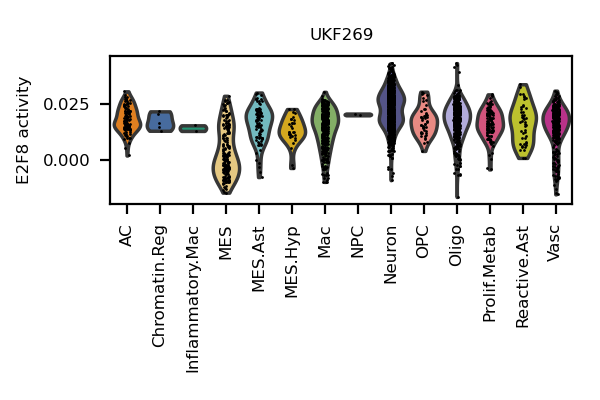 UKF269
E2F8 activity
0.025
0.000
AC
Chromatin.Reg
Inflammatory.Mac
MES
MES.Ast
MES.Hyp
Mac
NPC
Neuron
OPC
Oligo
Prolif.Metab
Reactive.Ast
Vasc